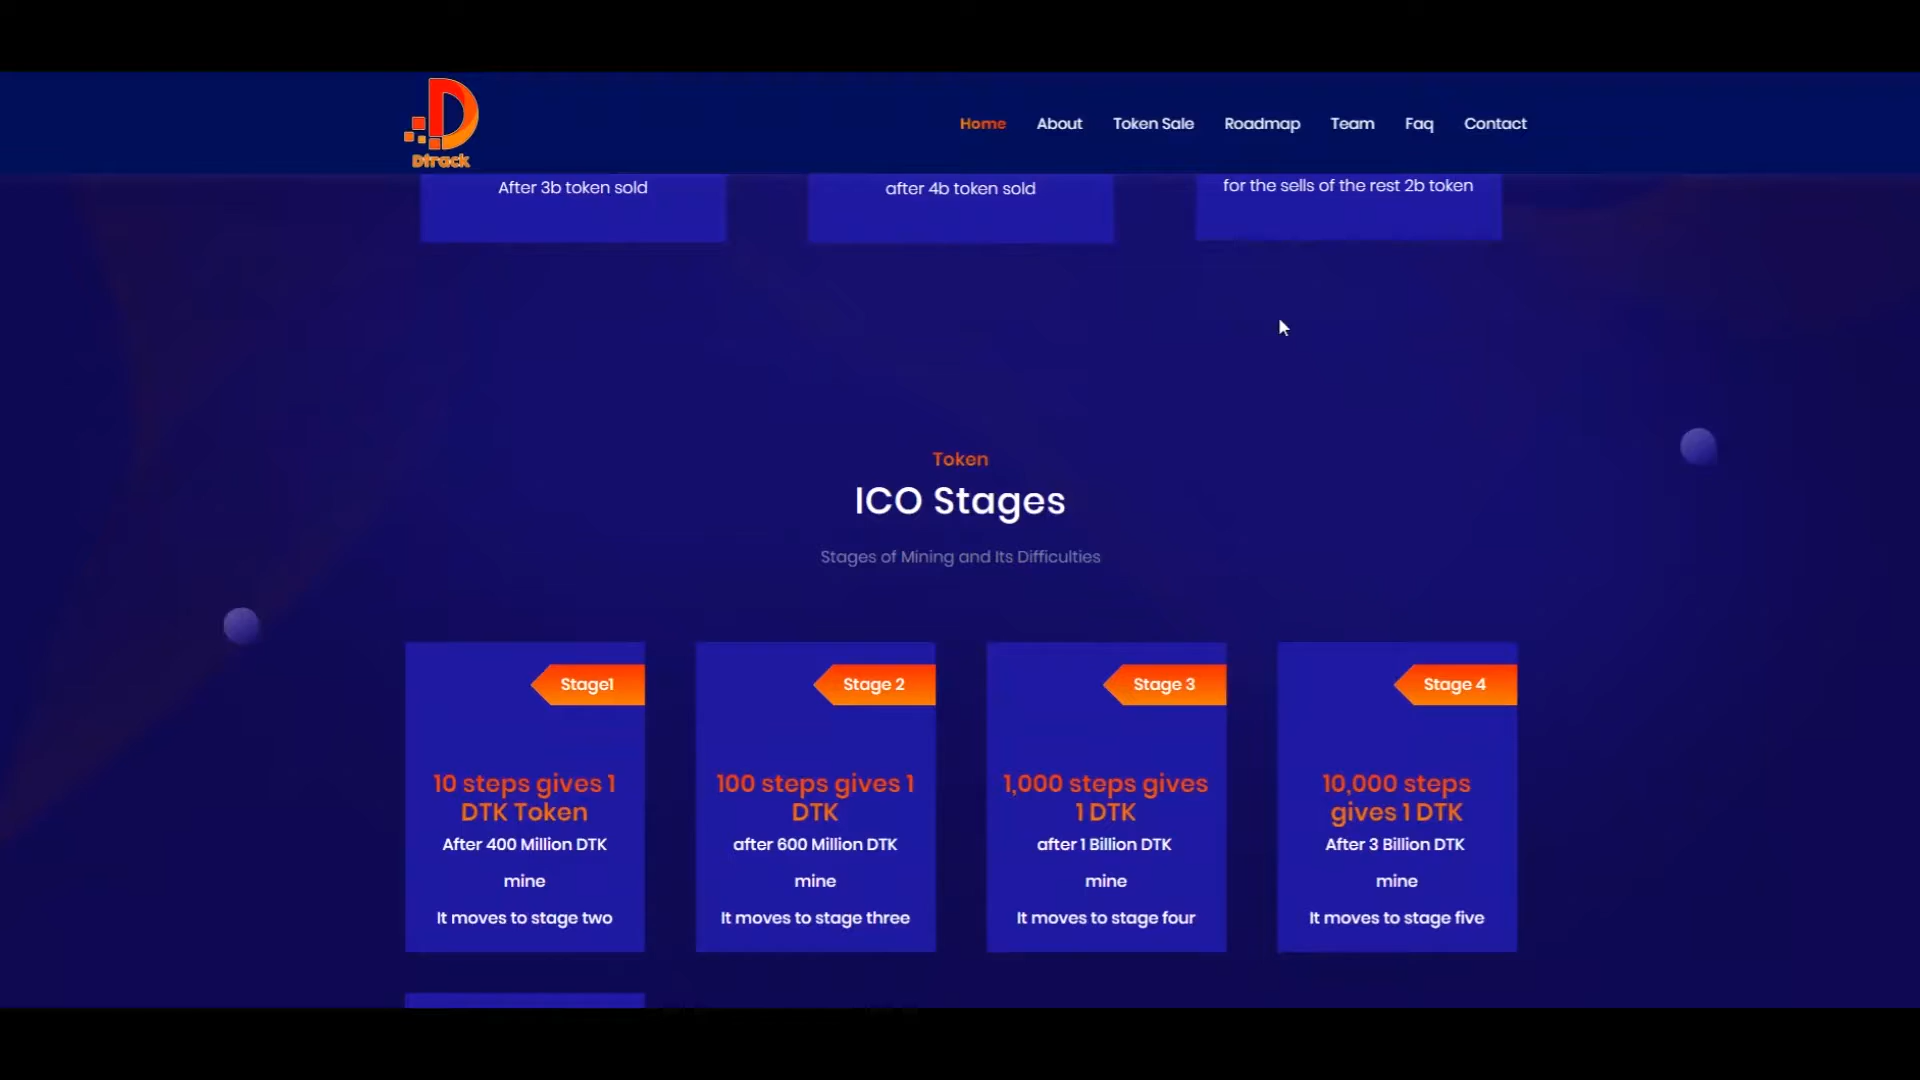 Dtrack
Home About Token Sale Roadmap Team Faq Contact
After 3b token sold
after 4b token sold
for the sells of the rest 2b token
Token
ICO Stages
Stages of Mining and Its Difficulties
Stage1
10 steps gives 1
DTK Token
After 400 Million DTK
mine
It moves to stage two
Stage 2
100 steps gives 1
DTK
after 600 Million DTK
mine
It moves to stage three
Stage 3
1,000 steps gives
1 DTK
after 1 Billion DTK
mine
It moves to stage four
Stage 4
10,000 steps
gives 1 DTK
After 3 Billion DTK
mine
It moves to stage five